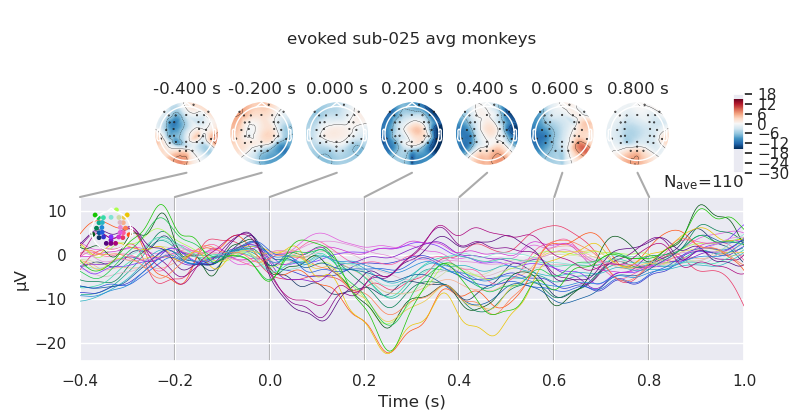 evoked sub-025 avg monkeys
-0.400 s -0.200 s 0.000 s 0.200 s 0.400 s 0.600 s 0.800 s
18
12
6
0
−6
−12
−18
−24
−30
Nave=110
10
0
−10
−20
µV
−0.4 −0.2 0.0 0.2 0.4 0.6 0.8 1.0
Time (s)